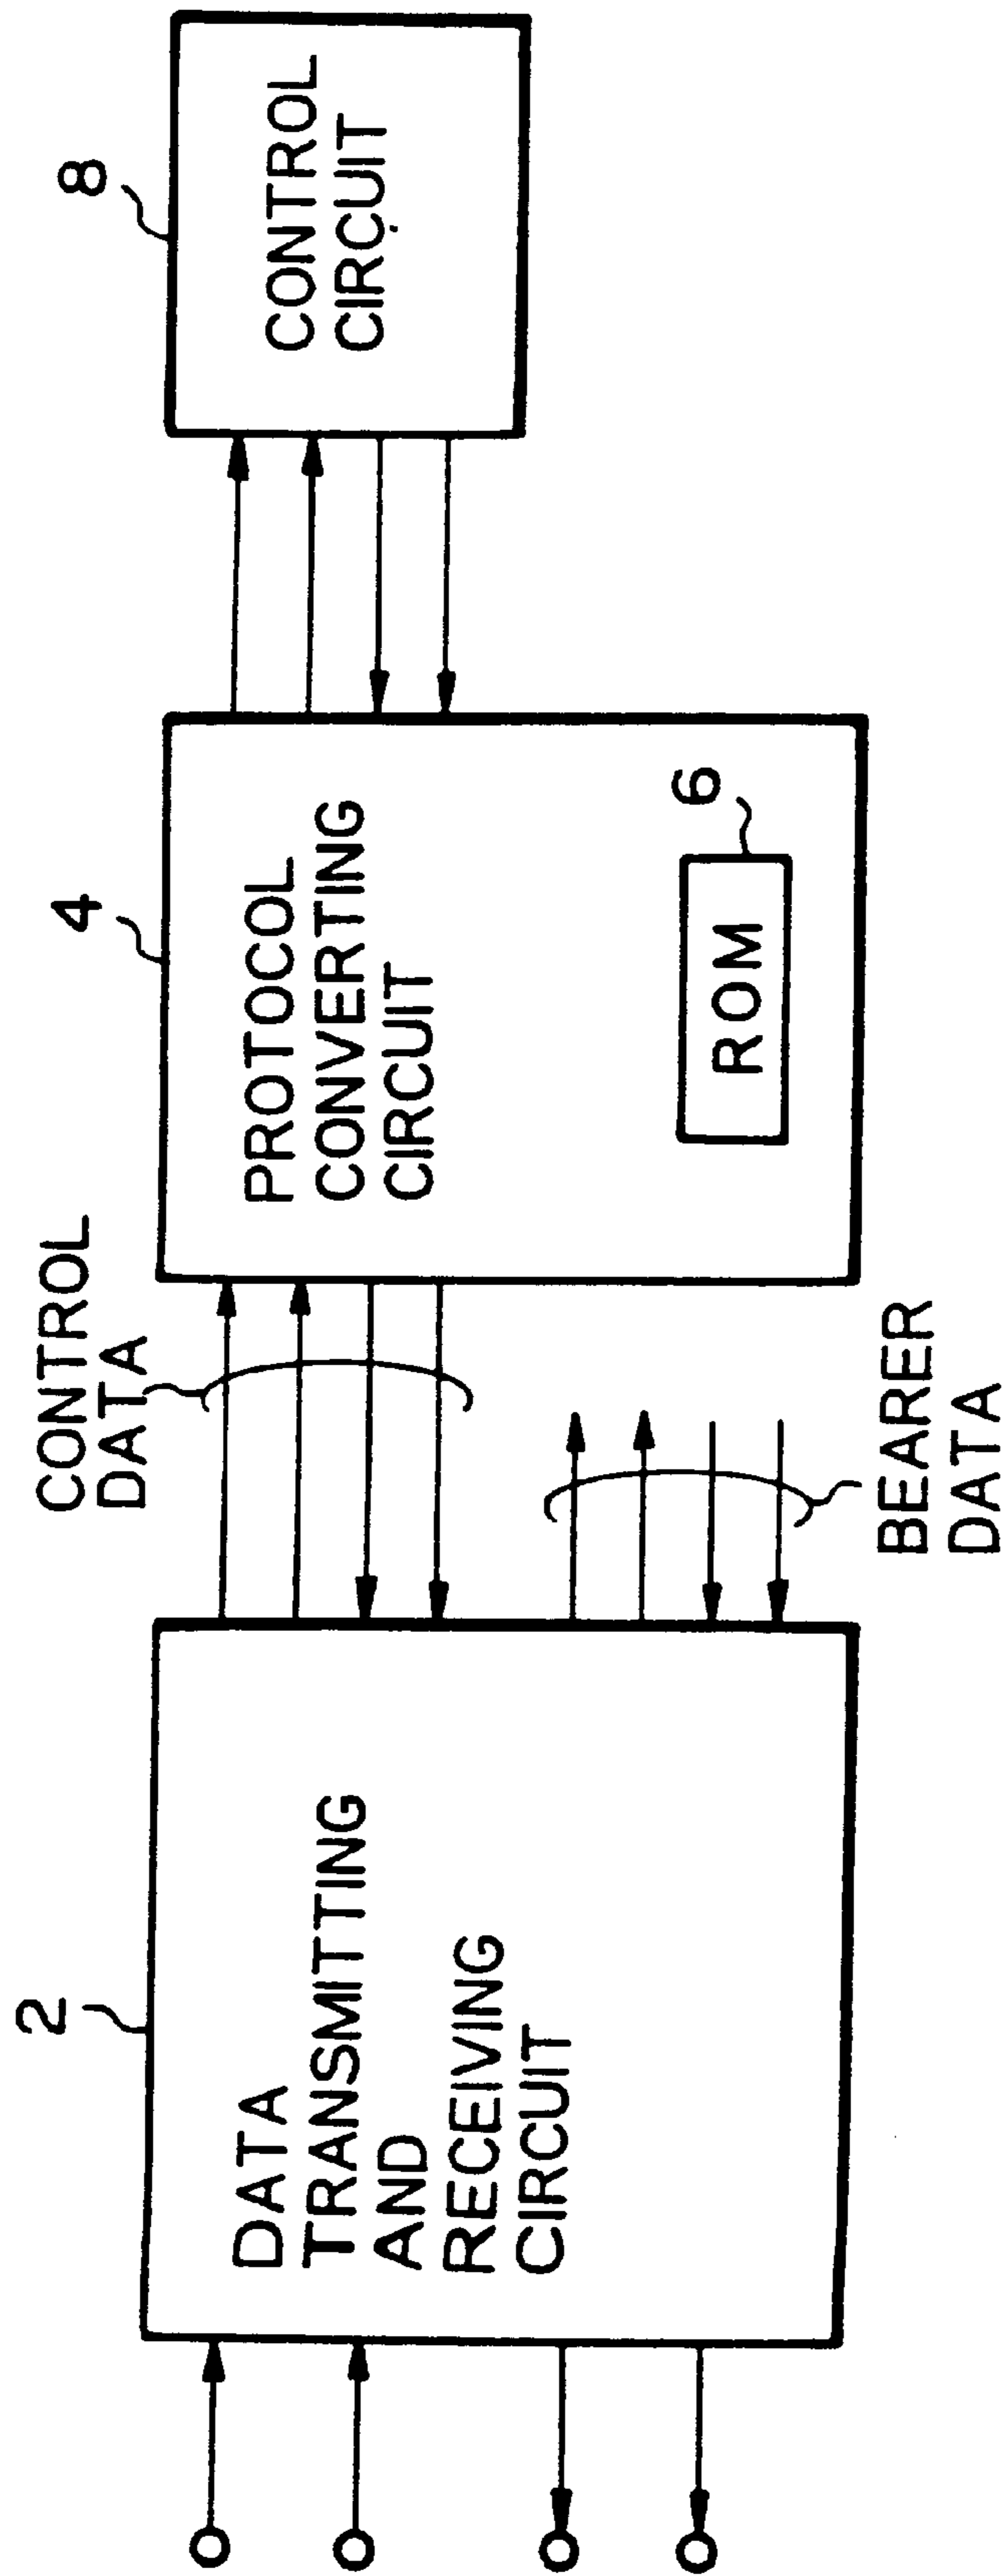 2
DATA
TRANSMITTING
AND
RECEIVING
CIRCUIT
CONTROL
DATA
BEARER
DATA
4
PROTOCOL
CONVERTING
CIRCUIT
6
ROM
8
CONTROL
CIRCUIT